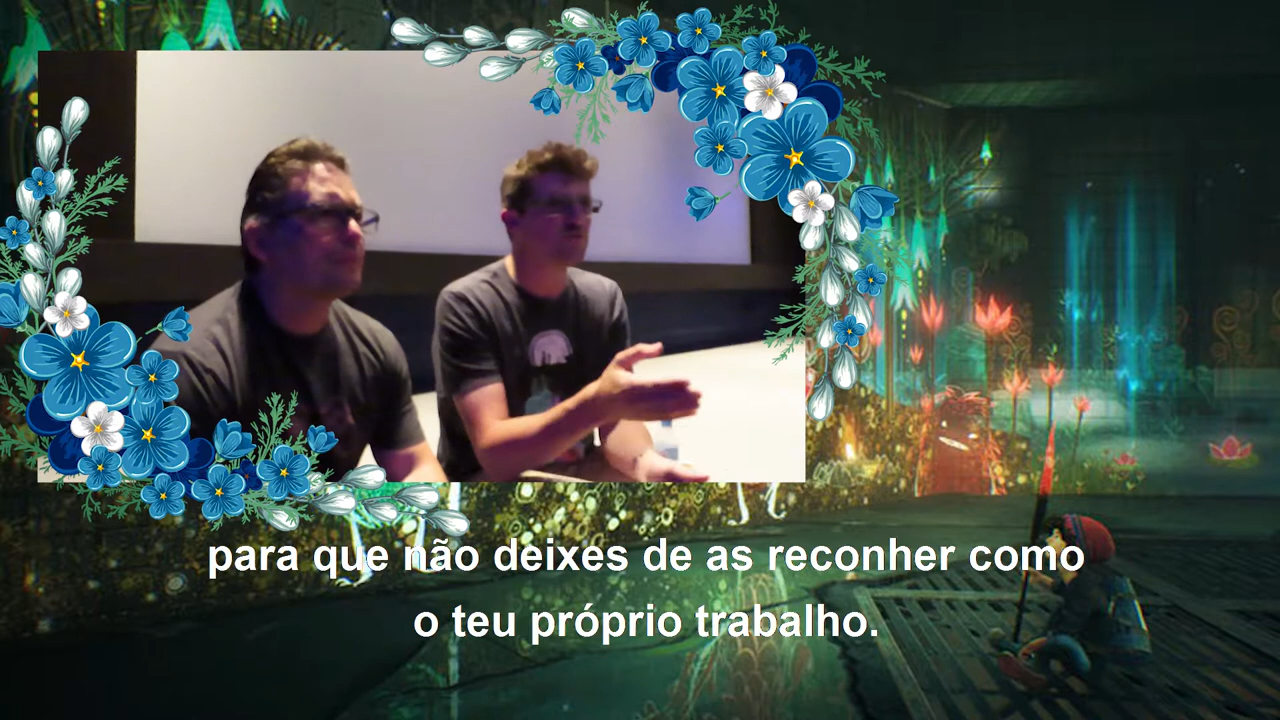 para que não deixes de as reconher como
o teu próprio trabalho.